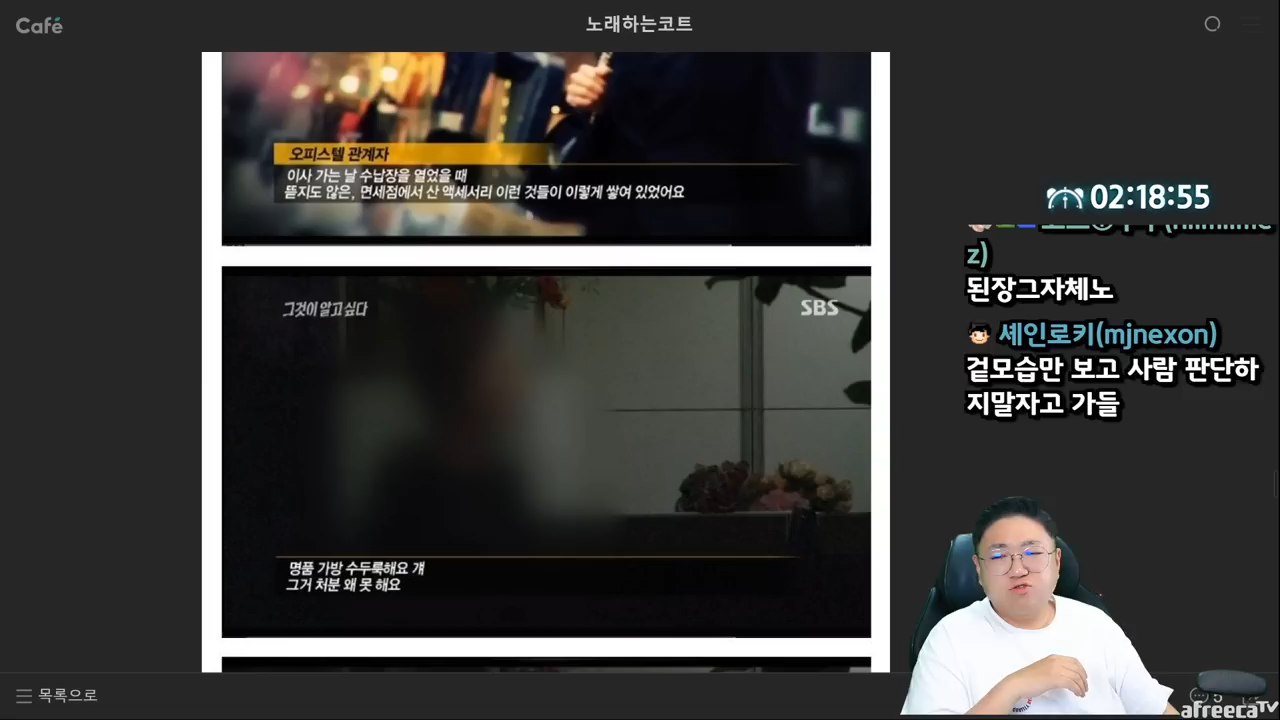 Café
노래하는코트
오피스텔 관계자
이사 가는 날 수납장을 열었을 때
뜯지도 않은, 면세점에서 산 액세서리 이런 것들이 이렇게 쌓여 있었어요
02:18:55
z)
된장그자체노
셰인로키(mjnexon)
겉모습만 보고 사람 판단하
지말자고 가들
그것이 알고 싶다
SBS
명품 가방 수두룩해요 걔
그거 처분 왜 못 해요
목록으로
5
afreecaTV